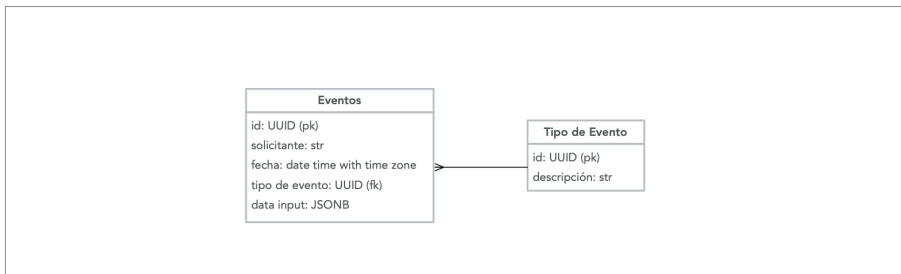 Eventos
id: UUID (pk)
solicitante: str
fecha: date time with time zone
tipo de evento: UUID (fk)
data input: JSONB
Tipo de Evento
id: UUID (pk)
descripción: str